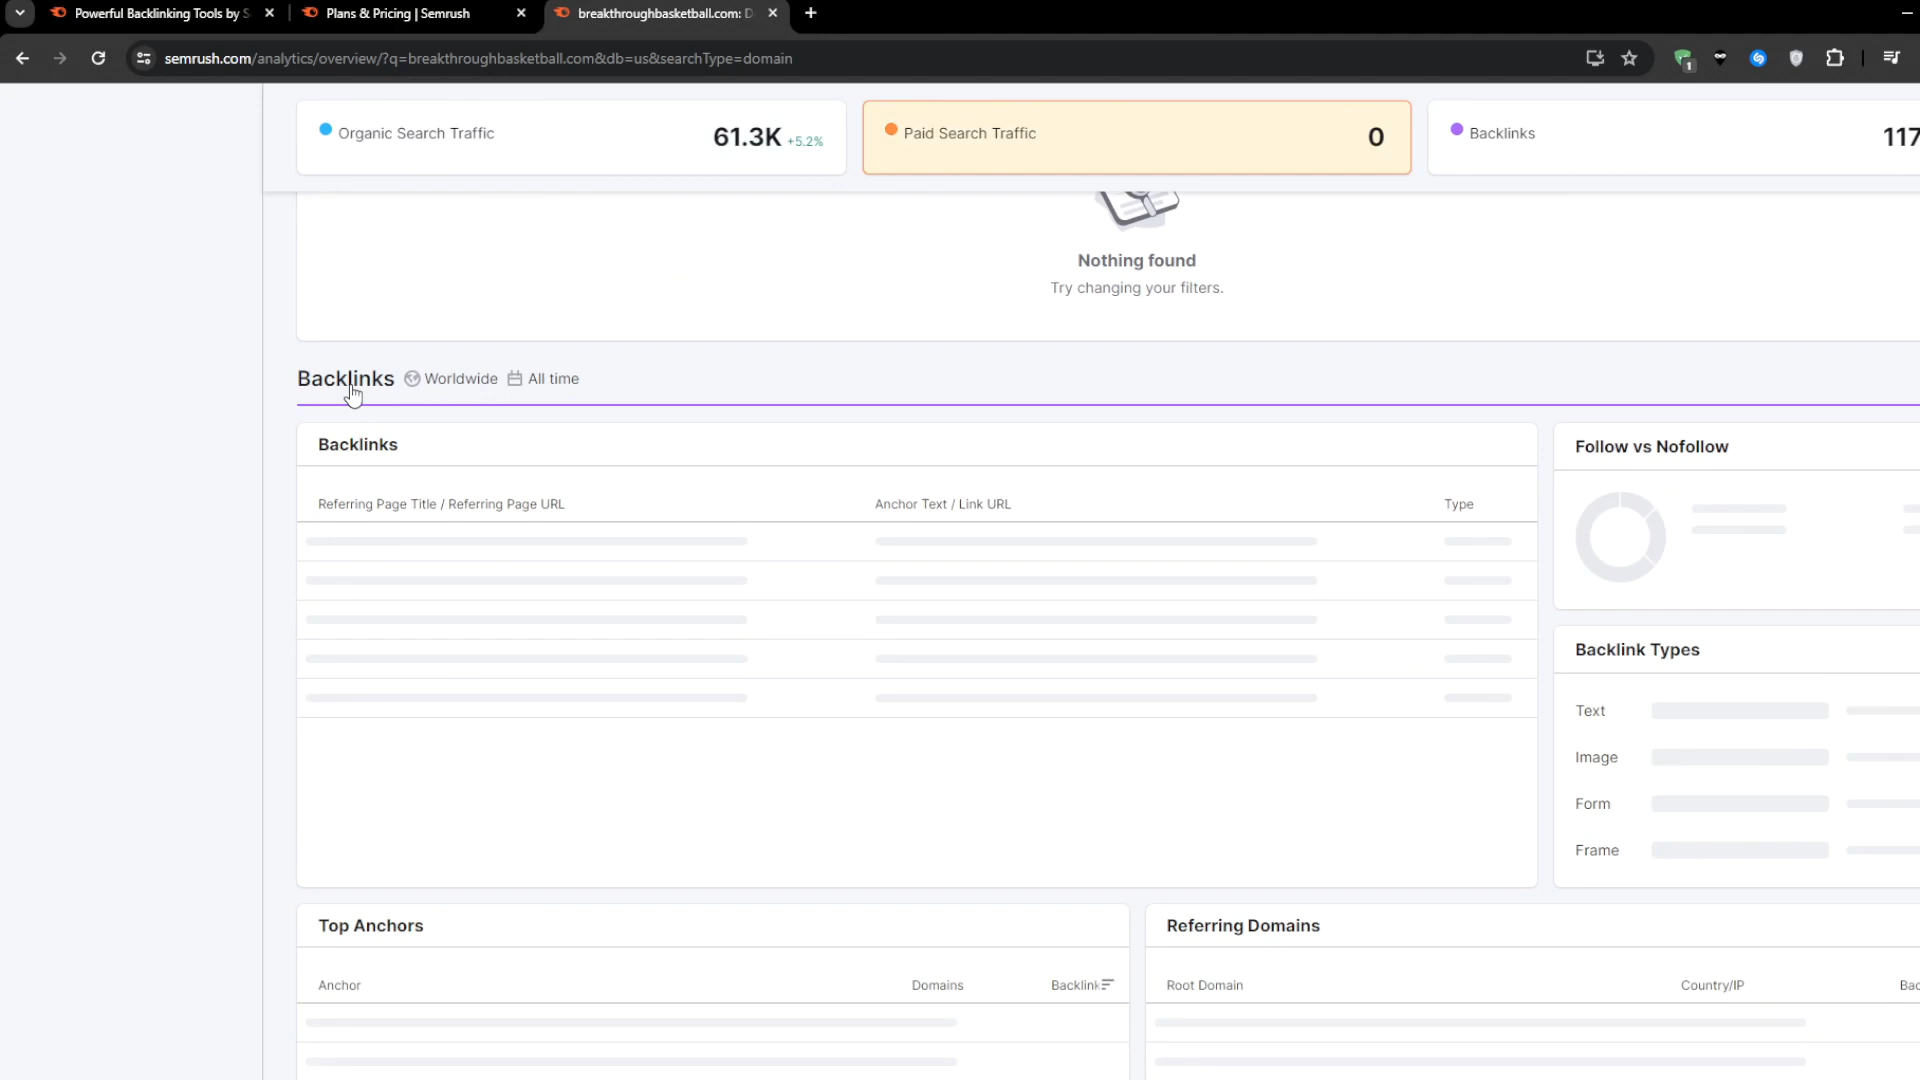 Powerful Backlinking Tools by S
Plans & Pricing | Semrush
breakthroughbasketball.com: D
semrush.com/analytics/overview/?q=breakthroughbasketball.com&db=us&searchType=domain
1
Organic Search Traffic 61.3K +5.2%
Paid Search Traffic 0
Backlinks 117
Nothing found
Try changing your filters.
Backlinks Worldwide All time
Backlinks
Referring Page Title / Referring Page URL Anchor Text / Link URL Type
Follow vs Nofollow
Backlink Types
Text
Image
Form
Frame
Top Anchors
Anchor Domains Backlink
Referring Domains
Root Domain Country/IP Bac